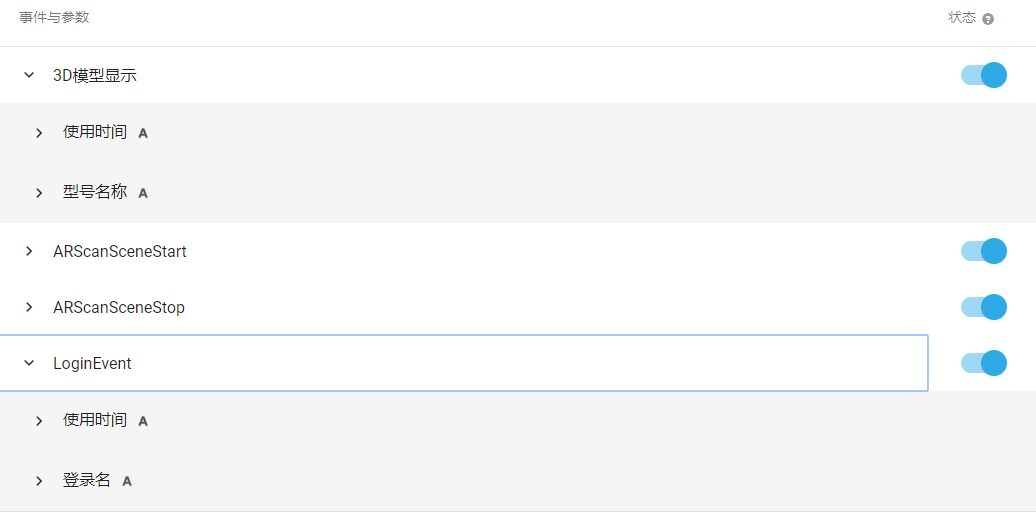 事件与参数 状态 ?
3D模型显示
使用时间 A
型号名称 A
ARScanSceneStart
ARScanSceneStop
LoginEvent
使用时间 A
登录名 A